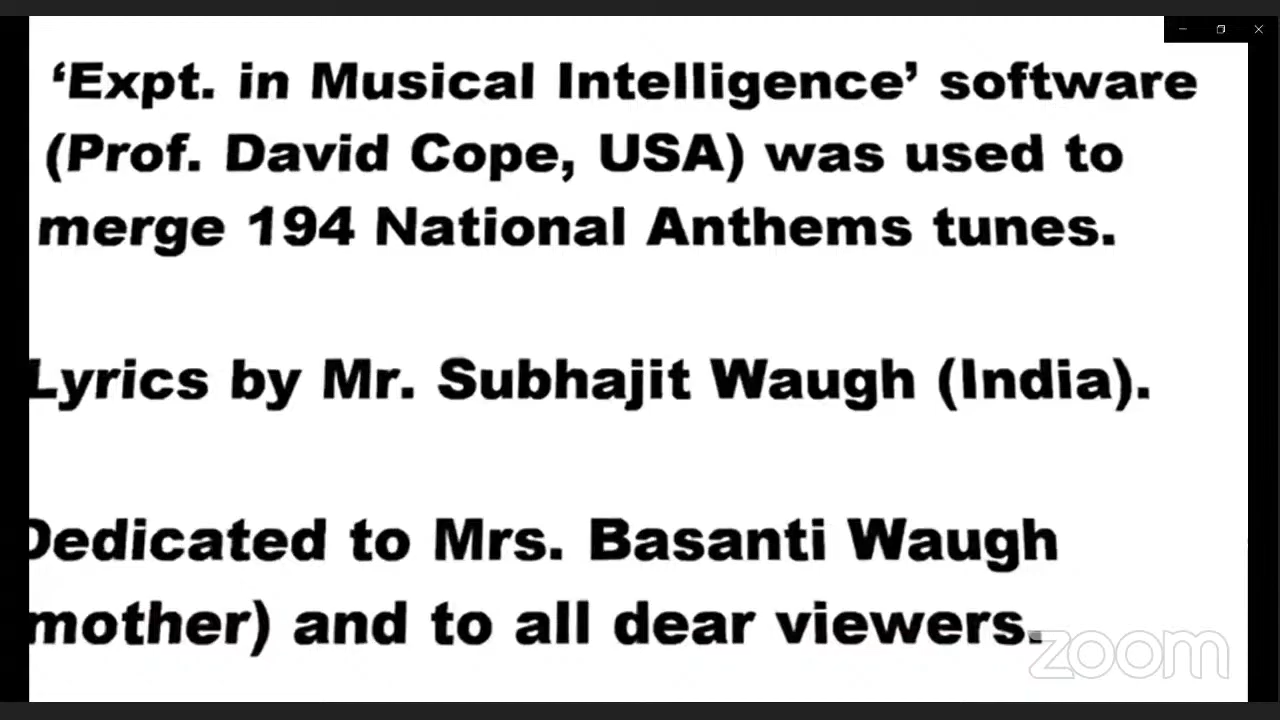 ‘Expt. in Musical Intelligence’ software
(Prof. David Cope, USA) was used to
merge 194 National Anthems tunes.
Lyrics by Mr. Subhajit Waugh (India).
Dedicated to Mrs. Basanti Waugh
mother) and to all dear viewers.
zoom